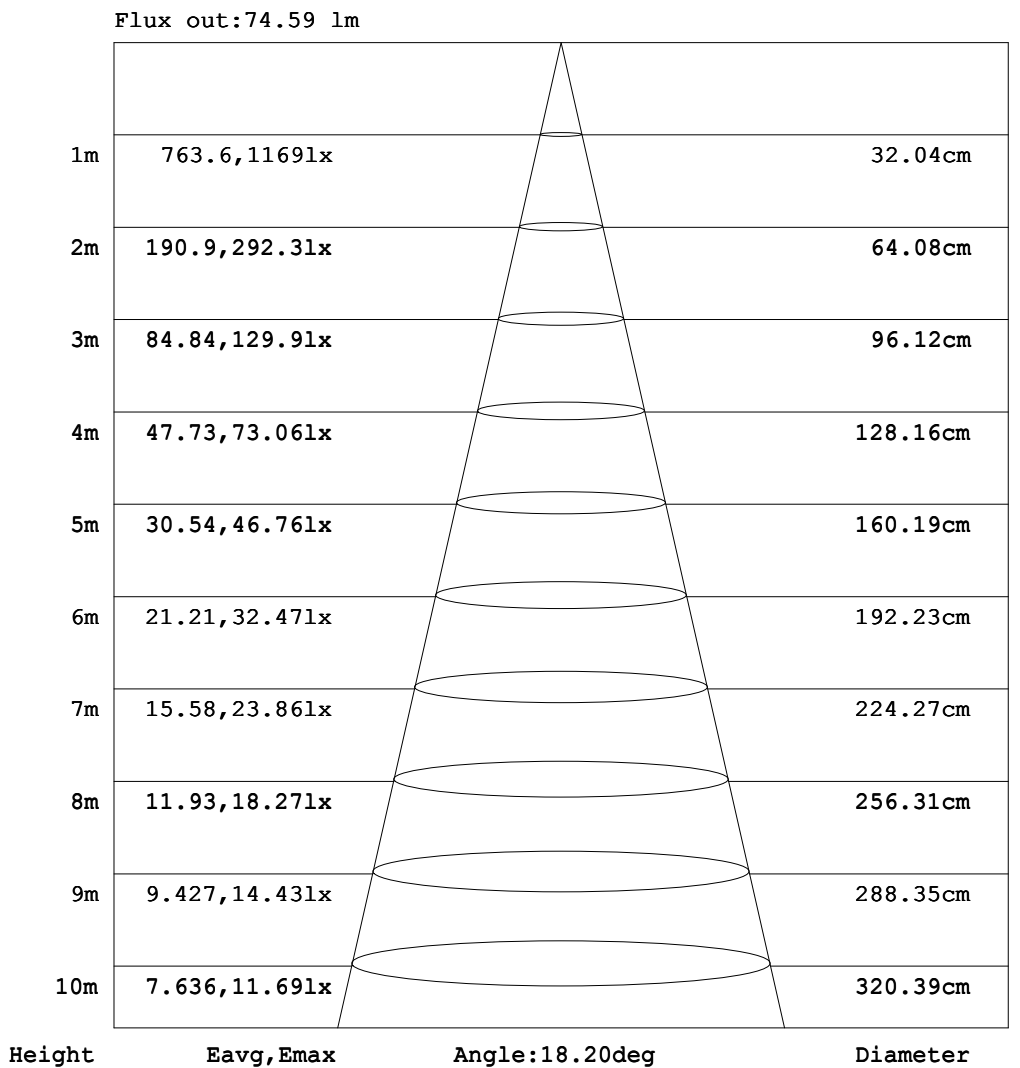 Flux out:74.59 lm
1m 763.6,1169lx 32.04cm
2m 190.9,292.3lx 64.08cm
3m 84.84,129.9lx 96.12cm
4m 47.73,73.06lx 128.16cm
5m 30.54,46.76lx 160.19cm
6m 21.21,32.47lx 192.23cm
7m 15.58,23.86lx 224.27cm
8m 11.93,18.27lx 256.31cm
9m 9.427,14.43lx 288.35cm
10m 7.636,11.69lx 320.39cm
Height Eavg,Emax Angle:18.20deg Diameter